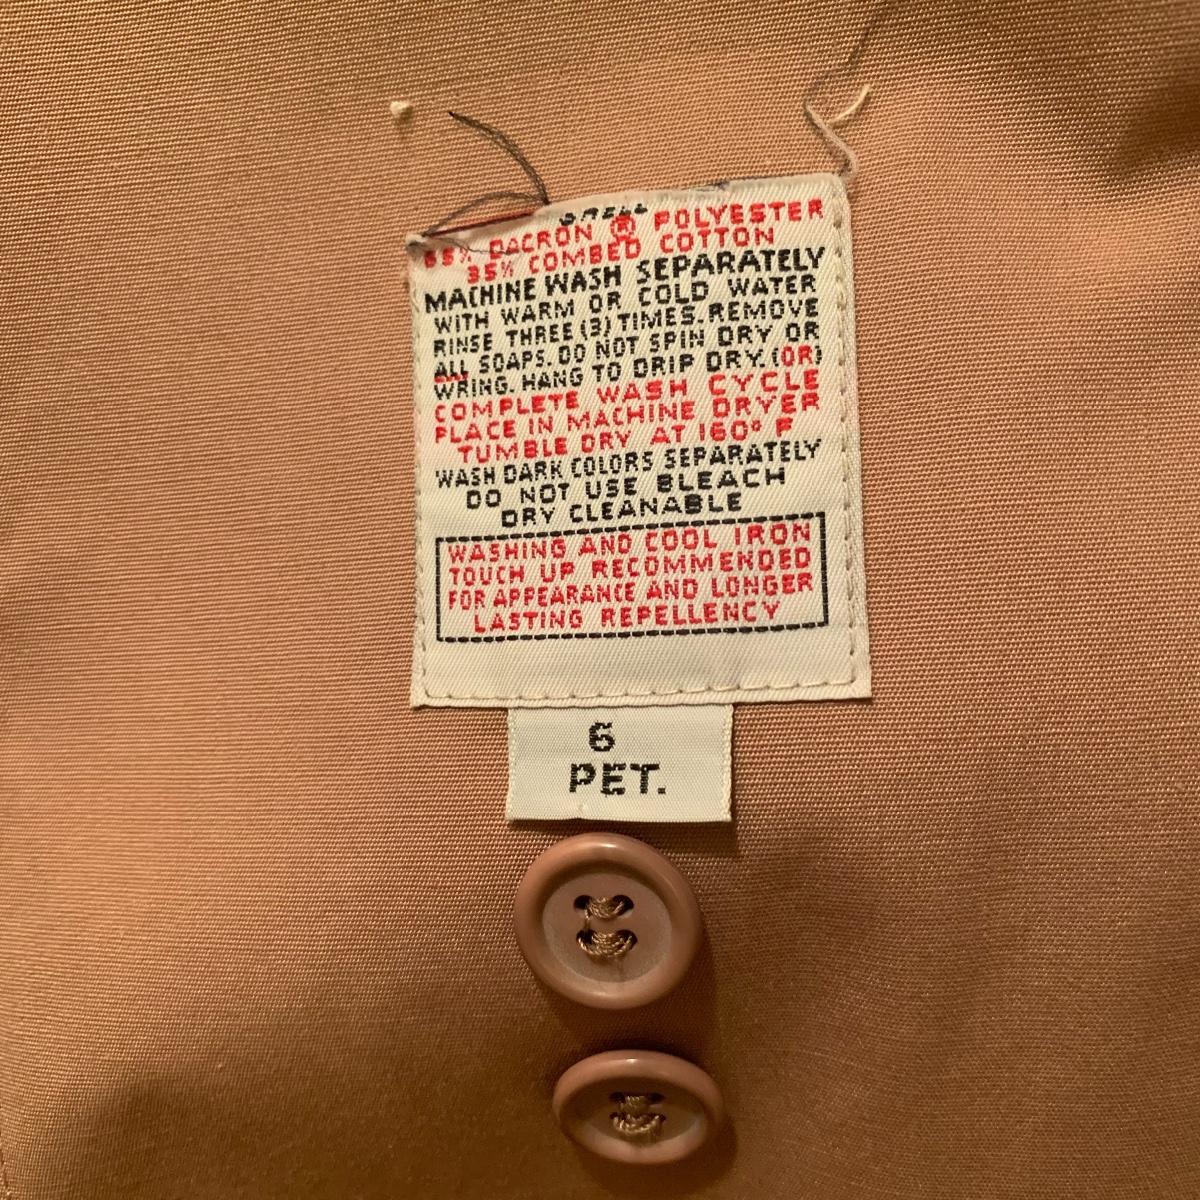 SHELL
65% DACRON ® POLYESTER
35% COMBED COTTON
MACHINE WASH SEPARATELY
WITH WARM OR COLD WATER
RINSE THREE (3) TIMES. REMOVE
ALL SOAPS. DO NOT SPIN DRY OR
WRING. HANG TO DRIP DRY. (OR)
COMPLETE WASH CYCLE
PLACE IN MACHINE DRYER
TUMBLE DRY AT 160° F
WASH DARK COLORS SEPARATELY
DO NOT USE BLEACH
DRY CLEANABLE
WASHING AND COOL IRON
TOUCH UP RECOMMENDED
FOR APPEARANCE AND LONGER
LASTING REPELLENCY
6
PET.